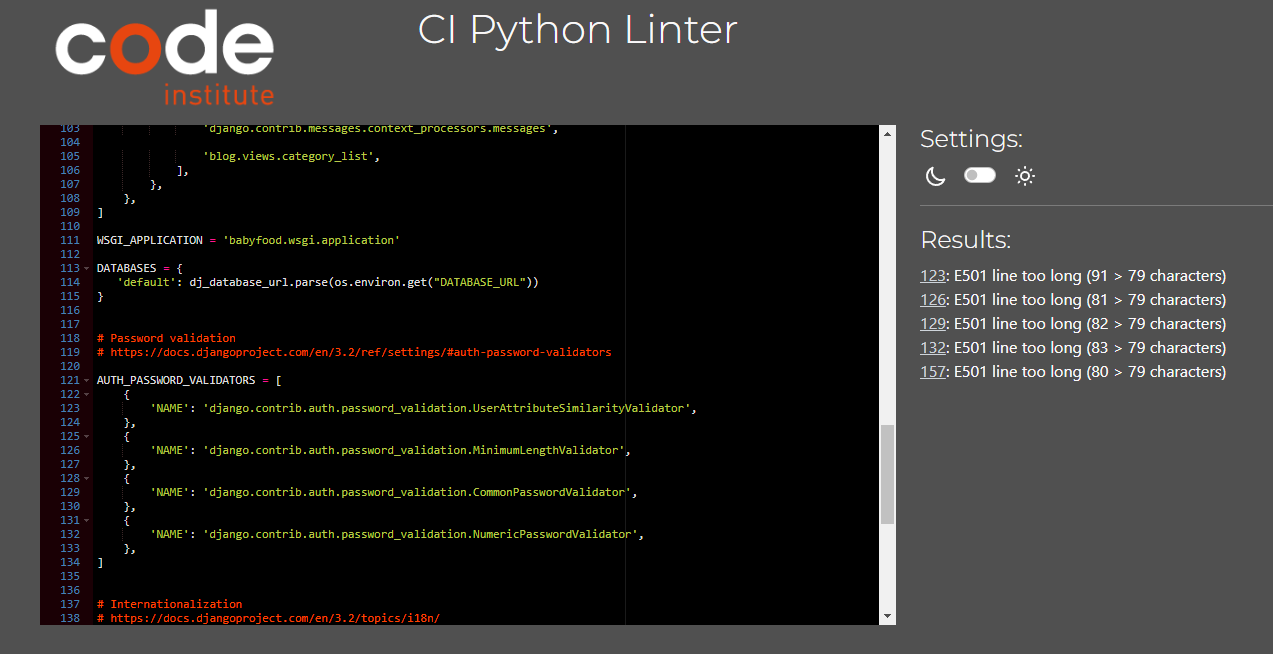 code
institute
CI Python Linter
103 'django.contrib.messages.context_processors.messages',
104
105 'blog.views.category_list',
106 ],
107 },
108 },
109 ]
110
111 WSGI_APPLICATION = 'babyfood.wsgi.application'
112
113 DATABASES = {
114 'default': dj_database_url.parse(os.environ.get("DATABASE_URL"))
115 }
116
117
118 # Password validation
119 # https://docs.djangoproject.com/en/3.2/ref/settings/#auth-password-validators
120
121 AUTH_PASSWORD_VALIDATORS = [
122 {
123 'NAME': 'django.contrib.auth.password_validation.UserAttributeSimilarityValidator',
124 },
125 {
126 'NAME': 'django.contrib.auth.password_validation.MinimumLengthValidator',
127 },
128 {
129 'NAME': 'django.contrib.auth.password_validation.CommonPasswordValidator',
130 },
131 {
132 'NAME': 'django.contrib.auth.password_validation.NumericPasswordValidator',
133 },
134 ]
135
136
137 # Internationalization
138 # https://docs.djangoproject.com/en/3.2/topics/i18n/
Settings:
Results:
123: E501 line too long (91 > 79 characters)
126: E501 line too long (81 > 79 characters)
129: E501 line too long (82 > 79 characters)
132: E501 line too long (83 > 79 characters)
157: E501 line too long (80 > 79 characters)